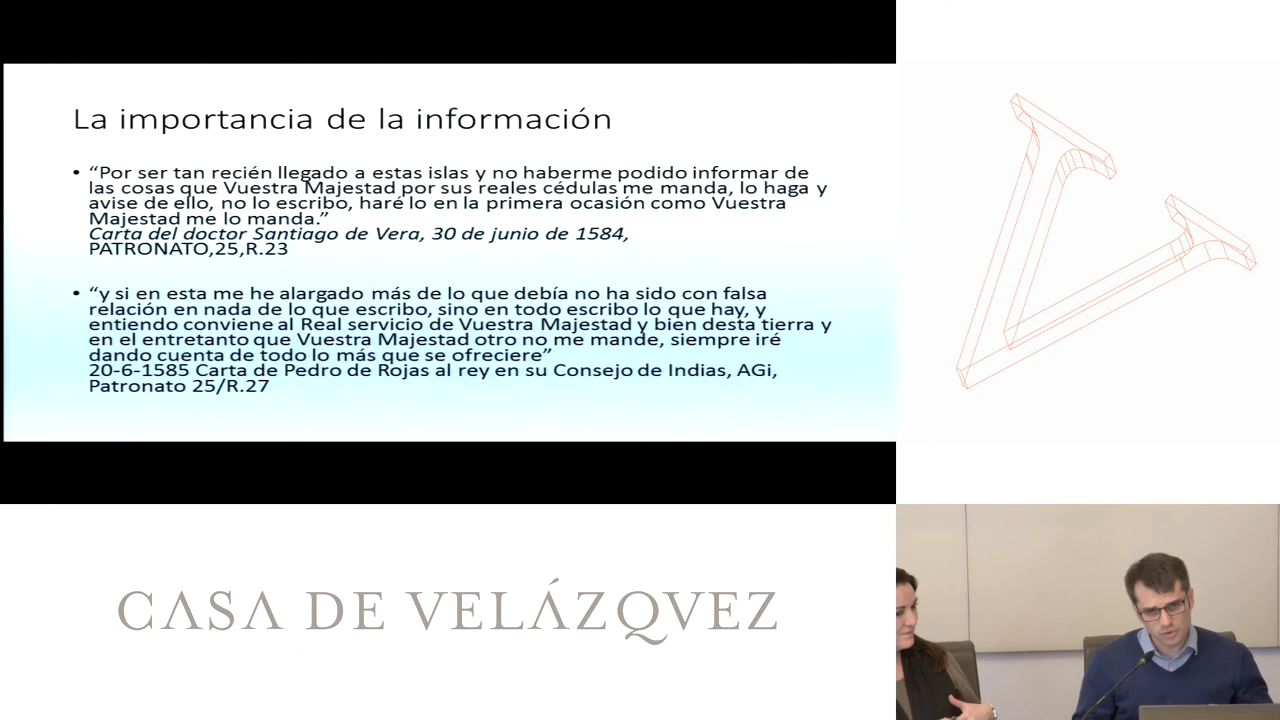 La importancia de la información
• “Por ser tan recién llegado a estas islas y no haberme podido informar de
las cosas que Vuestra Majestad por sus reales cédulas me manda, lo haga y
avise de ello, no lo escribo, haré lo en la primera ocasión como Vuestra
Majestad me lo manda.”
Carta del doctor Santiago de Vera, 30 de junio de 1584,
PATRONATO,25,R.23
• “y si en esta me he alargado más de lo que debía no ha sido con falsa
relación en nada de lo que escribo, sino en todo escribo lo que hay, y
entiendo conviene al Real servicio de Vuestra Majestad y bien desta tierra y
en el entretanto que Vuestra Majestad otro no me mande, siempre iré
dando cuenta de todo lo más que se ofreciere”
20-6-1585 Carta de Pedro de Rojas al rey en su Consejo de Indias, AGi,
Patronato 25/R.27
CASA DE VELÁZQVEZ